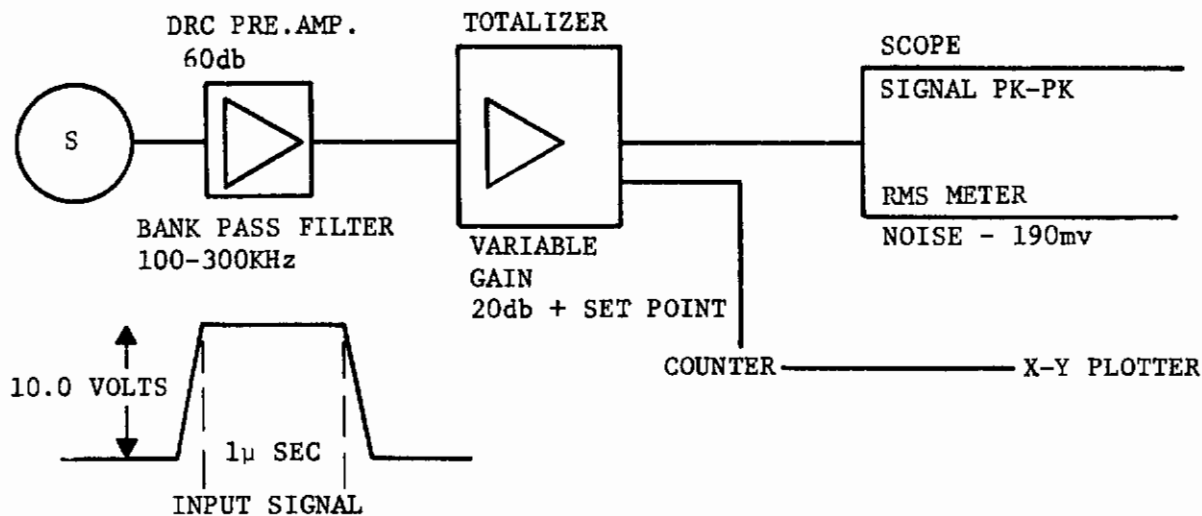 DRC PRE.AMP.
60db
TOTALIZER
SCOPE
SIGNAL PK-PK
S
RMS METER
NOISE - 190mv
BANK PASS FILTER
100-300KHz
VARIABLE
GAIN
20db + SET POINT
COUNTER
X-Y PLOTTER
10.0 VOLTS
1μ SEC
INPUT SIGNAL